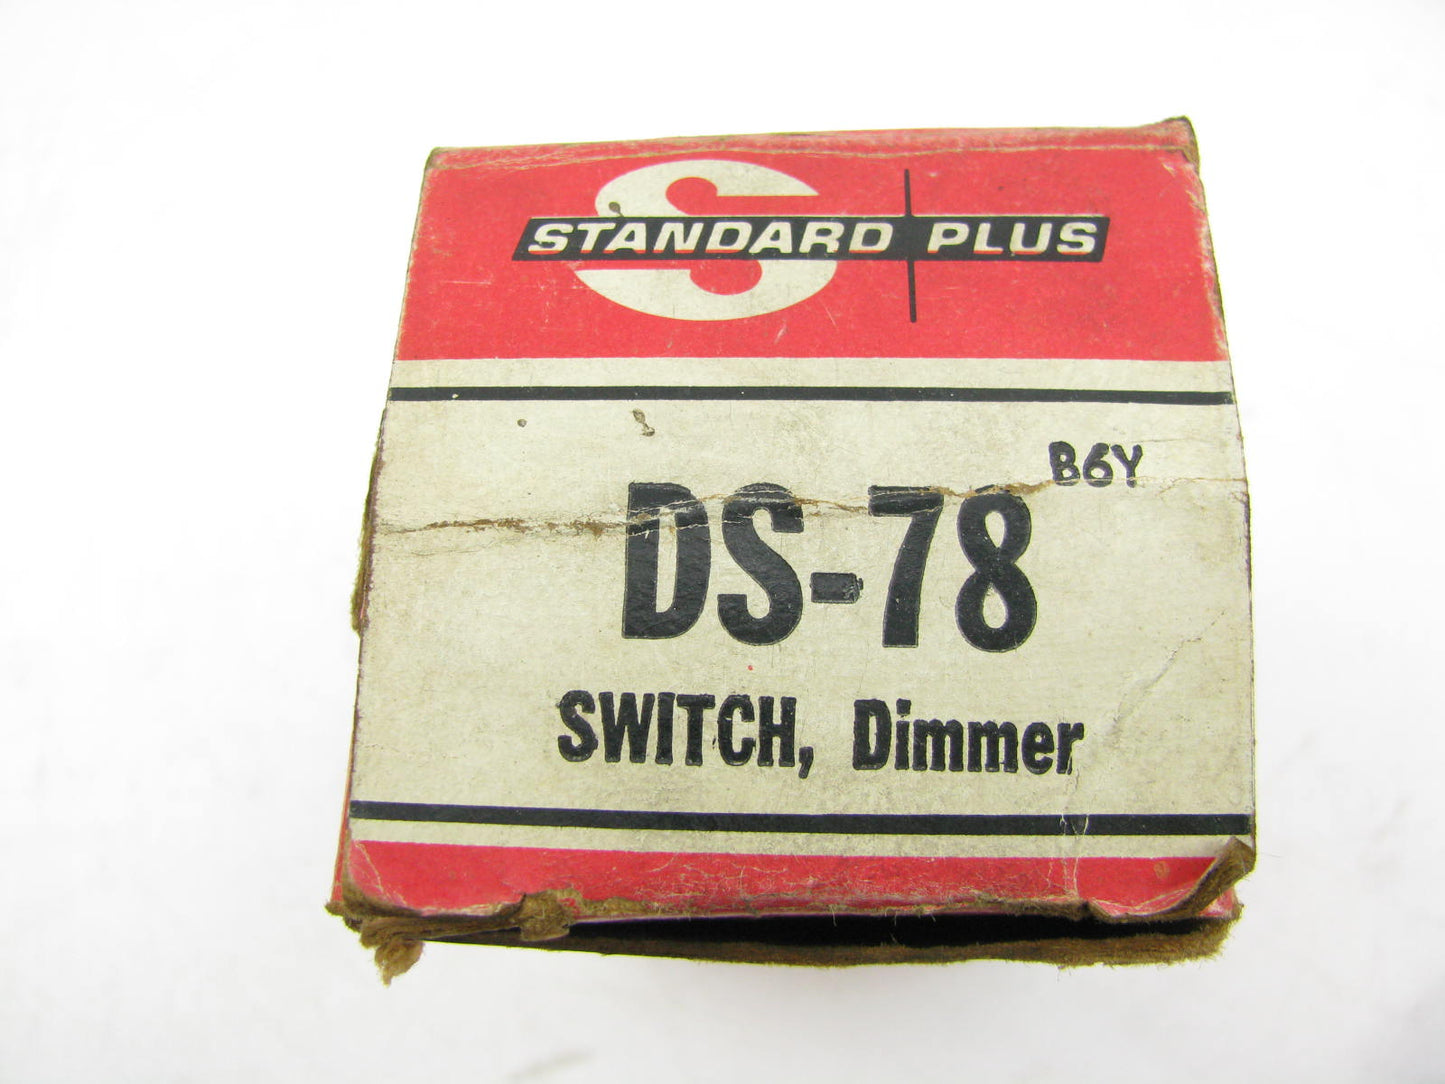 S
STANDARD PLUS
B6Y
DS-78
SWITCH, Dimmer